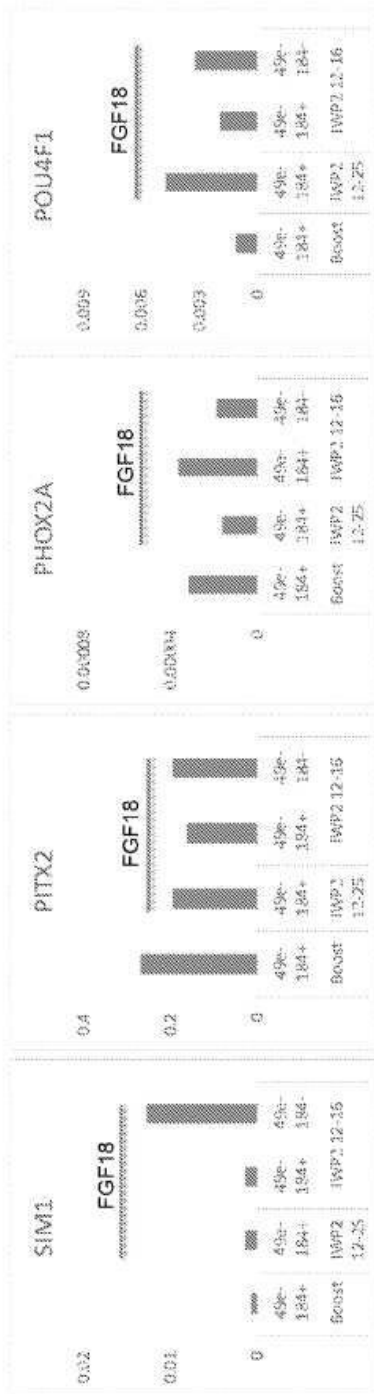 SIM1
0.02
0.01
0
FGF18
49e- 49e- 49e- 49e-
184+ 184+ 184+ 184-
Boost IWP2 IWP2 12-16
12-25
PITX2
0.4
0.2
0
FGF18
49e- 49e- 49e- 49e-
184+ 184+ 184+ 184-
Boost IWP2 IWP2 12-16
12-25
PHOX2A
0.00008
0.00004
0
FGF18
49e- 49e- 49e- 49e-
184+ 184+ 184+ 184-
Boost IWP2 IWP2 12-16
12-25
POU4F1
0.009
0.006
0.003
0
FGF18
49e- 49e- 49e- 49e-
184+ 184+ 184+ 184-
Boost IWP2 IWP2 12-16
12-25